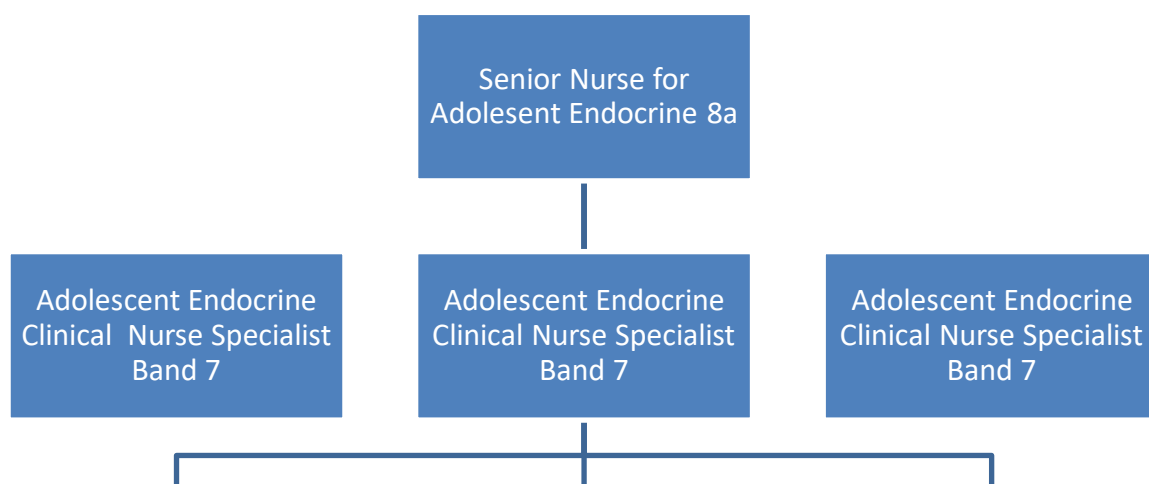 Senior Nurse for
Adolesent Endocrine 8a
Adolescent Endocrine
Clinical  Nurse Specialist
Band 7
Adolescent Endocrine
Clinical Nurse Specialist
Band 7
Adolescent Endocrine
Clinical Nurse Specialist
Band 7